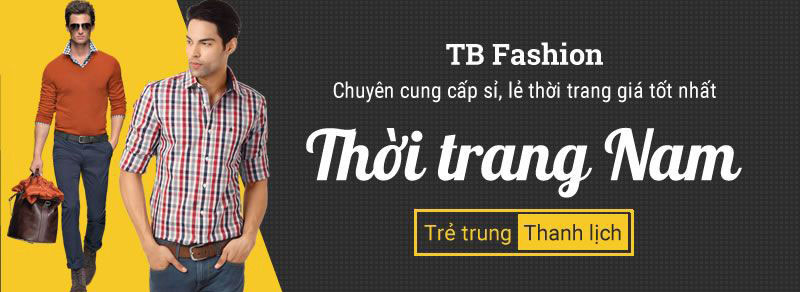 TB Fashion
Chuyên cung cấp sỉ, lẻ thời trang giá tốt nhất
Thời trang Nam
Trẻ trung Thanh lịch